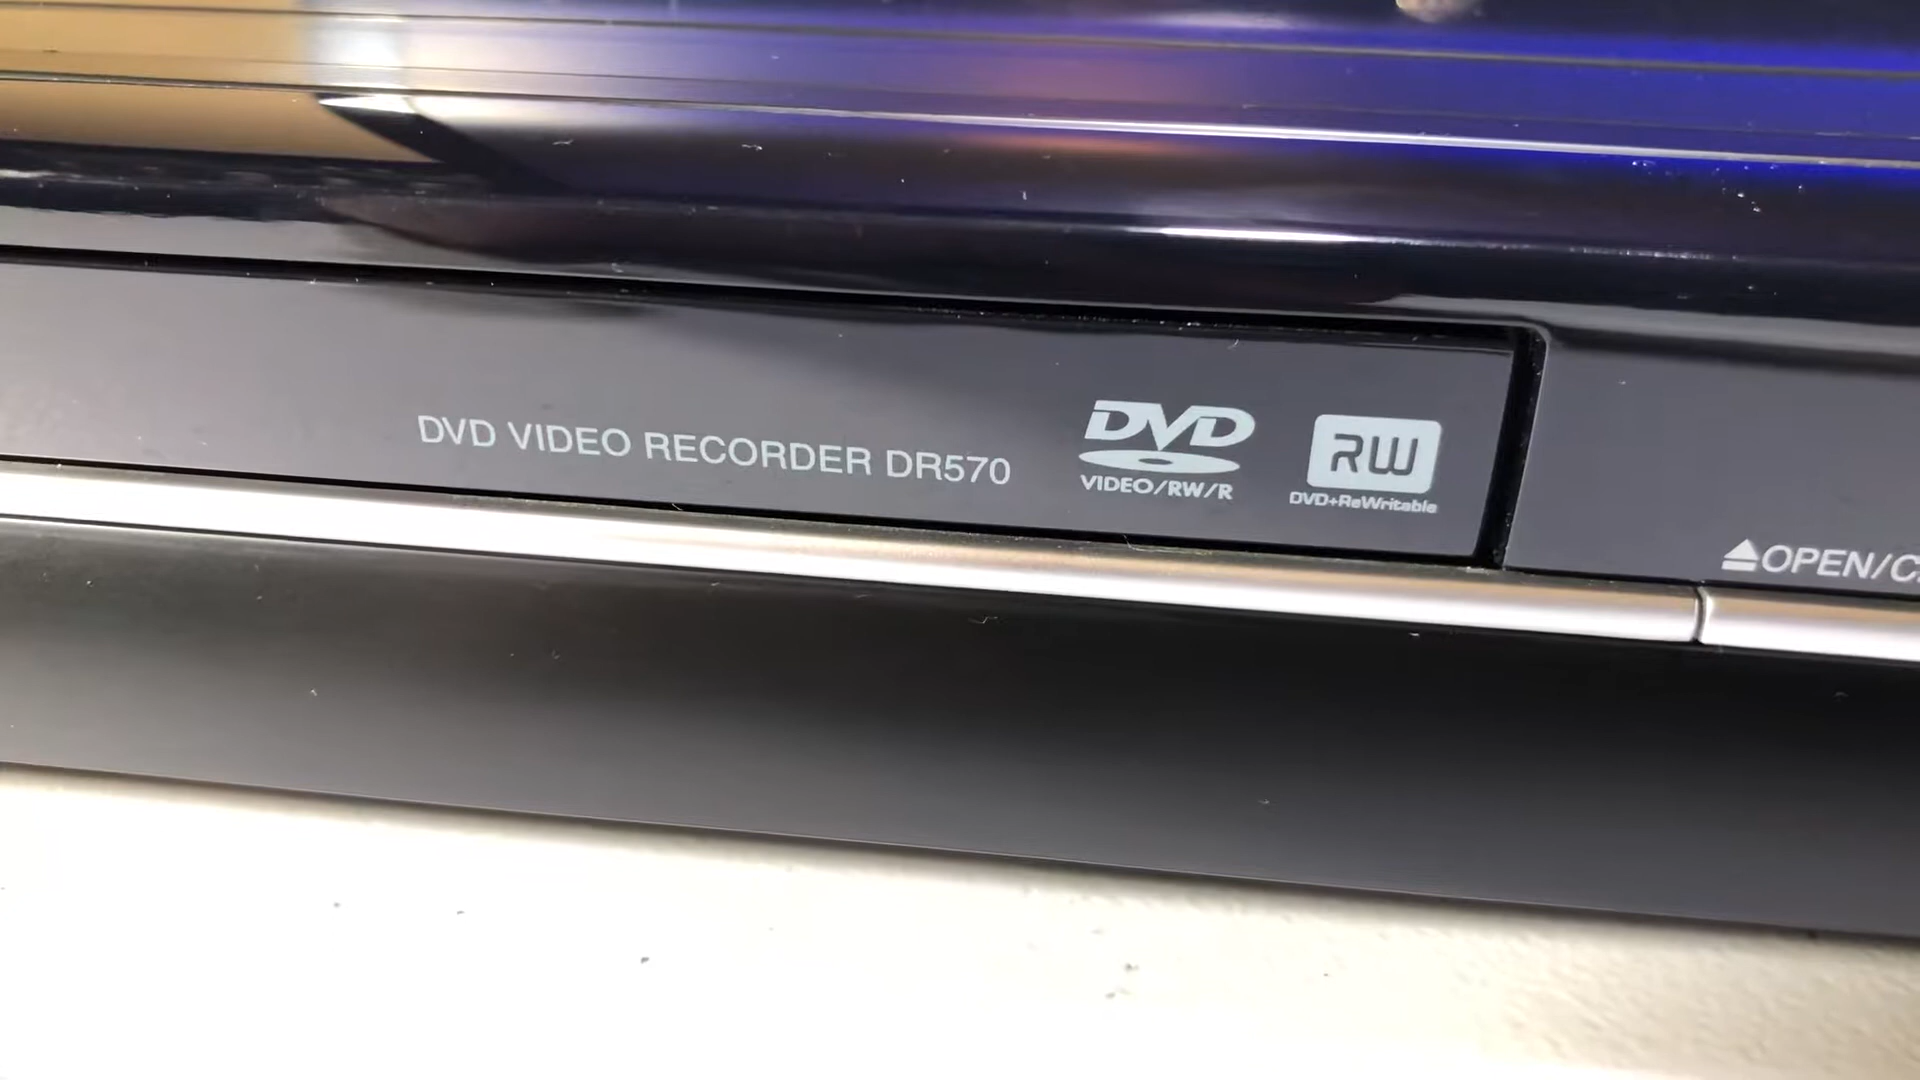 DVD VIDEO RECORDER DR570
DVD
VIDEO/RW/R
RW
DVD+ReWritable
OPEN/C